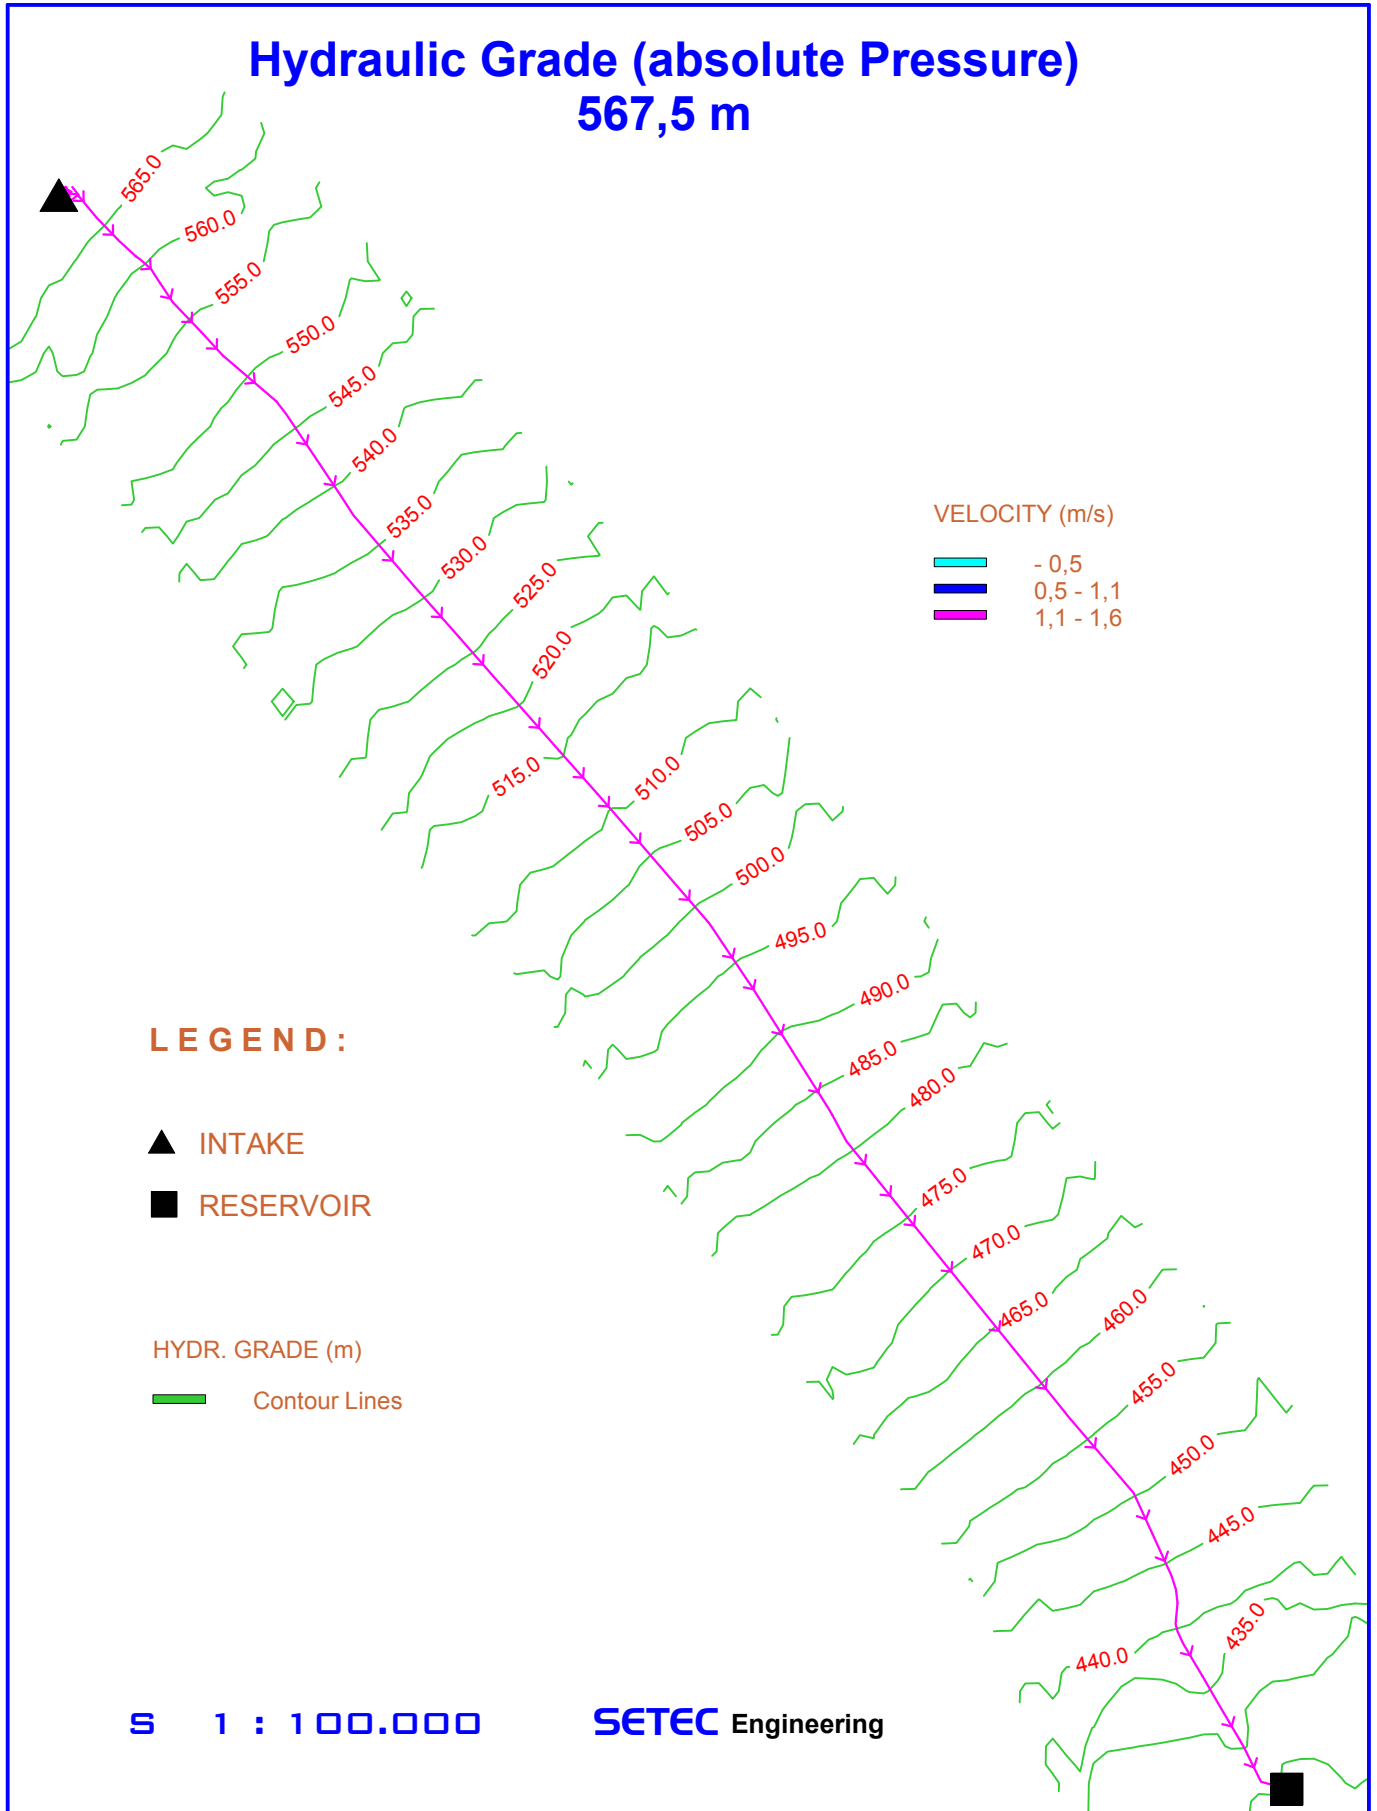 Hydraulic Grade (absolute Pressure)
567,5 m
565.0
560.0
555.0
550.0
545.0
540.0
535.0
530.0
525.0
520.0
515.0
510.0
505.0
500.0
495.0
490.0
485.0
480.0
475.0
470.0
465.0
460.0
455.0
450.0
445.0
440.0
435.0
VELOCITY (m/s)
- 0,5
0,5 - 1,1
1,1 - 1,6
LEGEND:
INTAKE
RESERVOIR
HYDR. GRADE (m)
Contour Lines
S 1 : 100.000
SETEC Engineering